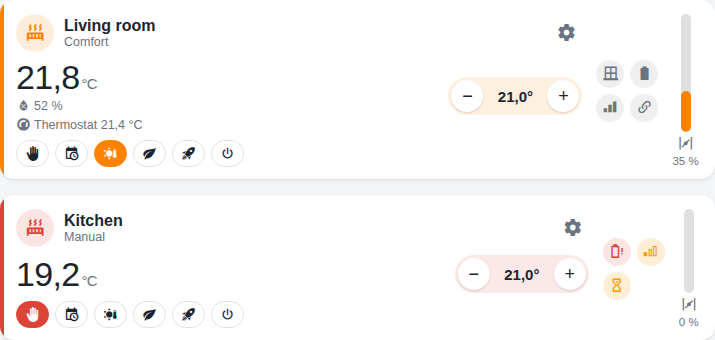 Living room
Comfort
21,8 °C
52 %
Thermostat 21,4 °C
− 21,0° +
35 %
Kitchen
Manual
19,2 °C
− 21,0° +
0 %